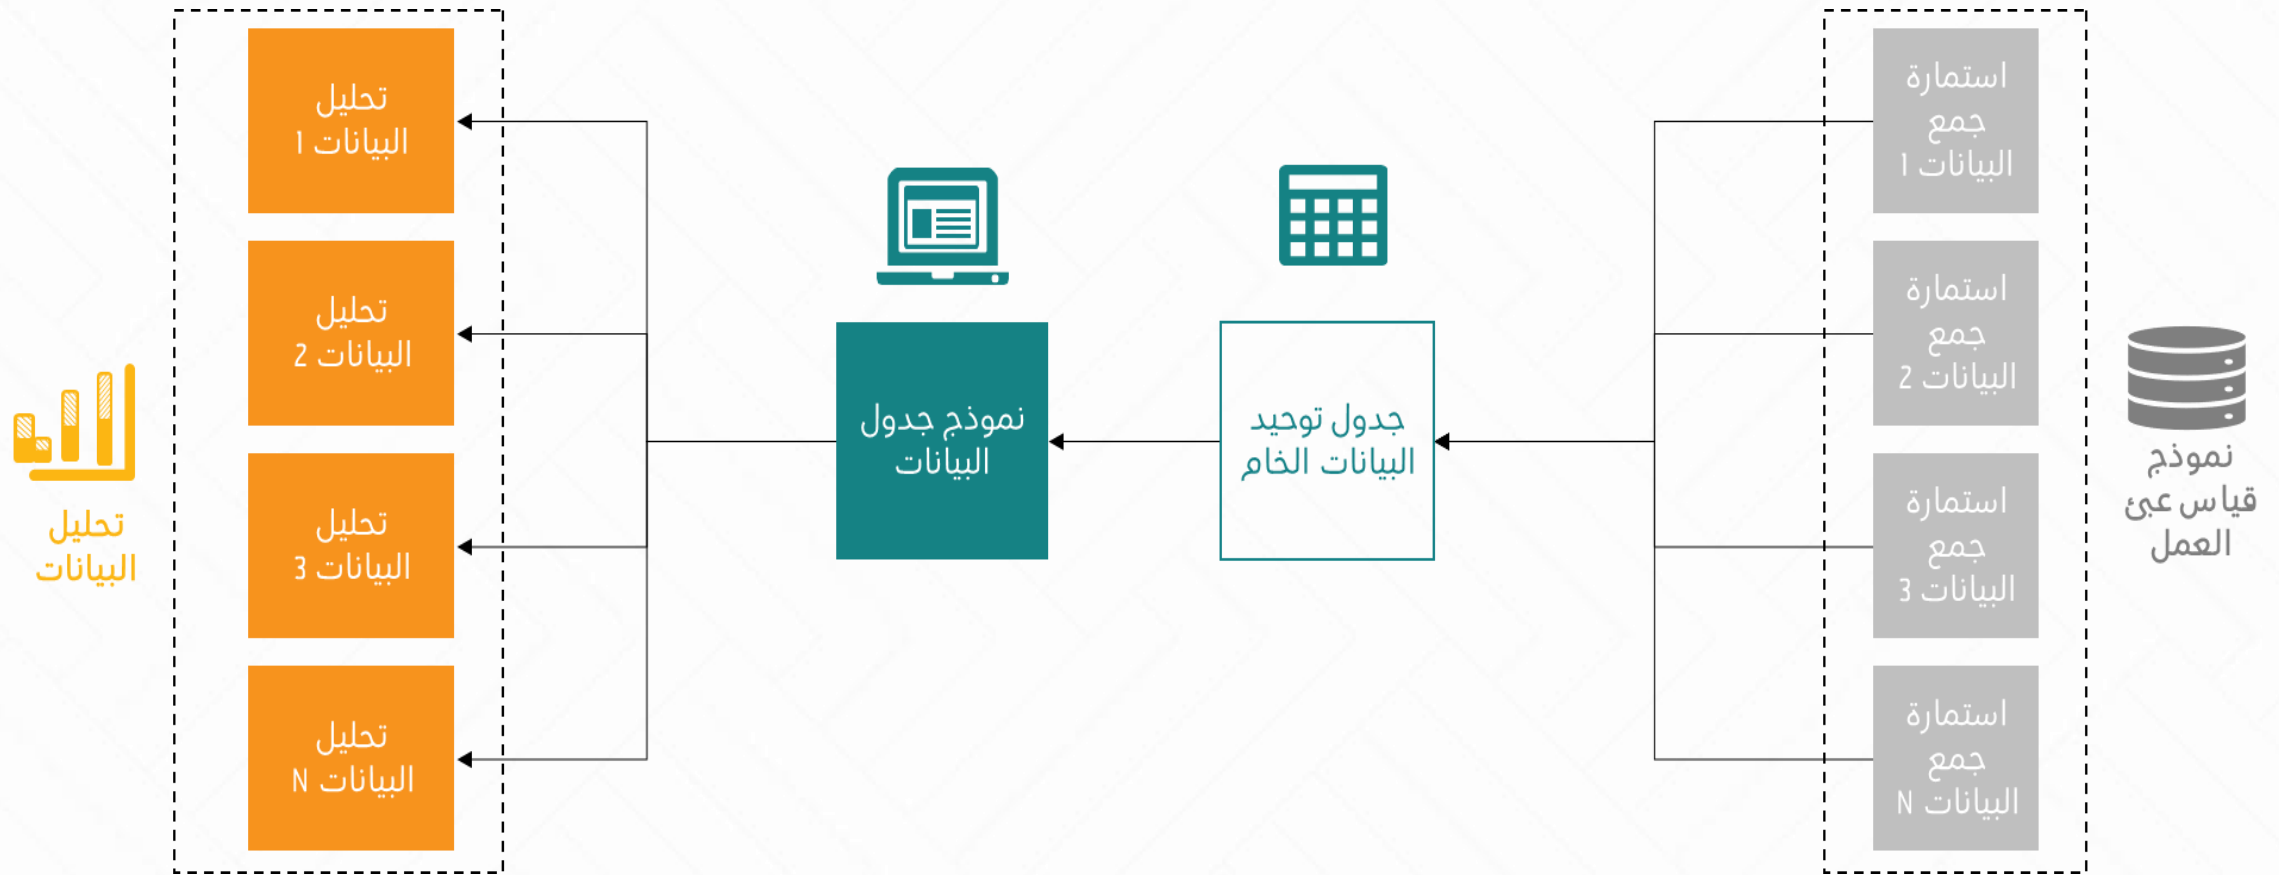 استمارة
جمع
البيانات 1
استمارة
جمع
البيانات 2
استمارة
جمع
البيانات 3
استمارة
جمع
البيانات N
نموذج
قياس عبئ
العمل
جدول توحيد
البيانات الخام
نموذج جدول
البيانات
تحليل
البيانات 1
تحليل
البيانات 2
تحليل
البيانات 3
تحليل
البيانات N
تحليل
البيانات